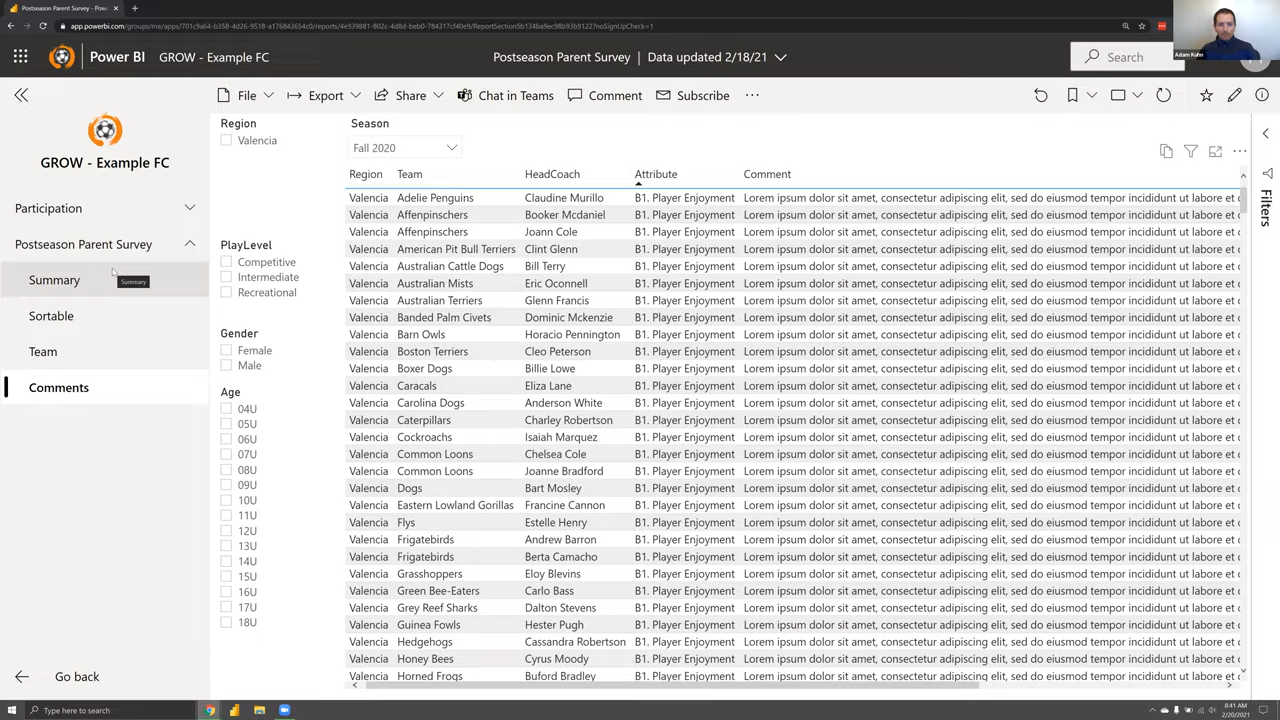 Postseason Parent Survey - Powe
app.powerbi.com/groups/me/apps/701c9a64-b358-4d26-9518-a176843654c0/reports/4e939881-802c-4d8d-beb0-784317cf40e9/ReportSection5b134ba9ec98b93b9122?noSignUpCheck=1
Adam Kuhn
Power BI GROW - Example FC
Postseason Parent Survey | Data updated 2/18/21
Search
File Export Share Chat in Teams Comment Subscribe
GROW - Example FC
Participation
Postseason Parent Survey
Summary
Summary
Sortable
Team
Comments
Go back
Region
Valencia
PlayLevel
Competitive
Intermediate
Recreational
Gender
Female
Male
Age
04U
05U
06U
07U
08U
09U
10U
11U
12U
13U
14U
15U
16U
17U
18U
Season
Fall 2020
Region Team HeadCoach Attribute Comment
Valencia Adelie Penguins Claudine Murillo B1. Player Enjoyment Lorem ipsum dolor sit amet, consectetur adipiscing elit, sed do eiusmod tempor incididunt ut labore et
Valencia Affenpinschers Booker Mcdaniel B1. Player Enjoyment Lorem ipsum dolor sit amet, consectetur adipiscing elit, sed do eiusmod tempor incididunt ut labore et
Valencia Affenpinschers Joann Cole B1. Player Enjoyment Lorem ipsum dolor sit amet, consectetur adipiscing elit, sed do eiusmod tempor incididunt ut labore et
Valencia American Pit Bull Terriers Clint Glenn B1. Player Enjoyment Lorem ipsum dolor sit amet, consectetur adipiscing elit, sed do eiusmod tempor incididunt ut labore et
Valencia Australian Cattle Dogs Bill Terry B1. Player Enjoyment Lorem ipsum dolor sit amet, consectetur adipiscing elit, sed do eiusmod tempor incididunt ut labore et
Valencia Australian Mists Eric Oconnell B1. Player Enjoyment Lorem ipsum dolor sit amet, consectetur adipiscing elit, sed do eiusmod tempor incididunt ut labore et
Valencia Australian Terriers Glenn Francis B1. Player Enjoyment Lorem ipsum dolor sit amet, consectetur adipiscing elit, sed do eiusmod tempor incididunt ut labore et
Valencia Banded Palm Civets Dominic Mckenzie B1. Player Enjoyment Lorem ipsum dolor sit amet, consectetur adipiscing elit, sed do eiusmod tempor incididunt ut labore et
Valencia Barn Owls Horacio Pennington B1. Player Enjoyment Lorem ipsum dolor sit amet, consectetur adipiscing elit, sed do eiusmod tempor incididunt ut labore et
Valencia Boston Terriers Cleo Peterson B1. Player Enjoyment Lorem ipsum dolor sit amet, consectetur adipiscing elit, sed do eiusmod tempor incididunt ut labore et
Valencia Boxer Dogs Billie Lowe B1. Player Enjoyment Lorem ipsum dolor sit amet, consectetur adipiscing elit, sed do eiusmod tempor incididunt ut labore et
Valencia Caracals Eliza Lane B1. Player Enjoyment Lorem ipsum dolor sit amet, consectetur adipiscing elit, sed do eiusmod tempor incididunt ut labore et
Valencia Carolina Dogs Anderson White B1. Player Enjoyment Lorem ipsum dolor sit amet, consectetur adipiscing elit, sed do eiusmod tempor incididunt ut labore et
Valencia Caterpillars Charley Robertson B1. Player Enjoyment Lorem ipsum dolor sit amet, consectetur adipiscing elit, sed do eiusmod tempor incididunt ut labore et
Valencia Cockroachs Isaiah Marquez B1. Player Enjoyment Lorem ipsum dolor sit amet, consectetur adipiscing elit, sed do eiusmod tempor incididunt ut labore et
Valencia Common Loons Chelsea Cole B1. Player Enjoyment Lorem ipsum dolor sit amet, consectetur adipiscing elit, sed do eiusmod tempor incididunt ut labore et
Valencia Common Loons Joanne Bradford B1. Player Enjoyment Lorem ipsum dolor sit amet, consectetur adipiscing elit, sed do eiusmod tempor incididunt ut labore et
Valencia Dogs Bart Mosley B1. Player Enjoyment Lorem ipsum dolor sit amet, consectetur adipiscing elit, sed do eiusmod tempor incididunt ut labore et
Valencia Eastern Lowland Gorillas Francine Cannon B1. Player Enjoyment Lorem ipsum dolor sit amet, consectetur adipiscing elit, sed do eiusmod tempor incididunt ut labore et
Valencia Flys Estelle Henry B1. Player Enjoyment Lorem ipsum dolor sit amet, consectetur adipiscing elit, sed do eiusmod tempor incididunt ut labore et
Valencia Frigatebirds Andrew Barron B1. Player Enjoyment Lorem ipsum dolor sit amet, consectetur adipiscing elit, sed do eiusmod tempor incididunt ut labore et
Valencia Frigatebirds Berta Camacho B1. Player Enjoyment Lorem ipsum dolor sit amet, consectetur adipiscing elit, sed do eiusmod tempor incididunt ut labore et
Valencia Grasshoppers Eloy Blevins B1. Player Enjoyment Lorem ipsum dolor sit amet, consectetur adipiscing elit, sed do eiusmod tempor incididunt ut labore et
Valencia Green Bee-Eaters Carlo Bass B1. Player Enjoyment Lorem ipsum dolor sit amet, consectetur adipiscing elit, sed do eiusmod tempor incididunt ut labore et
Valencia Grey Reef Sharks Dalton Stevens B1. Player Enjoyment Lorem ipsum dolor sit amet, consectetur adipiscing elit, sed do eiusmod tempor incididunt ut labore et
Valencia Guinea Fowls Hester Pugh B1. Player Enjoyment Lorem ipsum dolor sit amet, consectetur adipiscing elit, sed do eiusmod tempor incididunt ut labore et
Valencia Hedgehogs Cassandra Robertson B1. Player Enjoyment Lorem ipsum dolor sit amet, consectetur adipiscing elit, sed do eiusmod tempor incididunt ut labore et
Valencia Honey Bees Cyrus Moody B1. Player Enjoyment Lorem ipsum dolor sit amet, consectetur adipiscing elit, sed do eiusmod tempor incididunt ut labore et
Valencia Horned Frogs Buford Bradley B1. Player Enjoyment Lorem ipsum dolor sit amet, consectetur adipiscing elit, sed do eiusmod tempor incididunt ut labore et
Filters
Type here to search
8:41 AM
2/20/2021